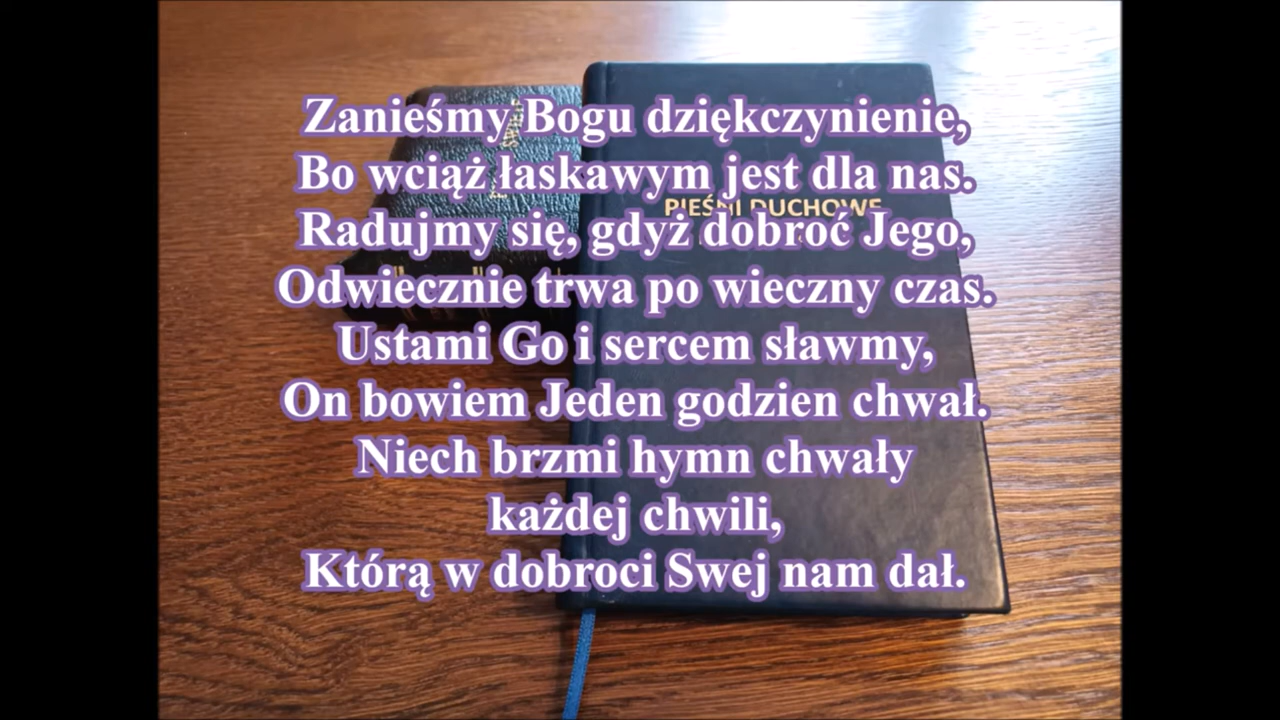 Zanieśmy Bogu dziękczynienie,
Bo wciąż łaskawym jest dla nas.
PIEŚNI DUCHOWE
Radujmy się, gdyż dobroć Jego,
Odwiecznie trwa po wieczny czas.
Ustami Go i sercem sławmy,
On bowiem Jeden godzien chwał.
Niech brzmi hymn chwały
każdej chwili,
Którą w dobroci Swej nam dał.